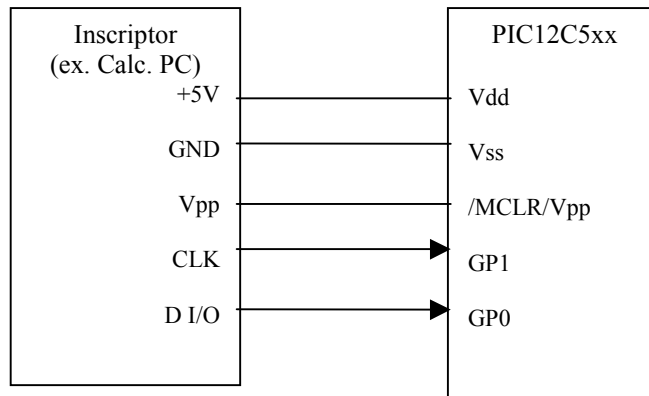 Inscriptor
(ex. Calc. PC)
+5V
GND
Vpp
CLK
D I/O
PIC12C5xx
Vdd
Vss
/MCLR/Vpp
GP1
GP0